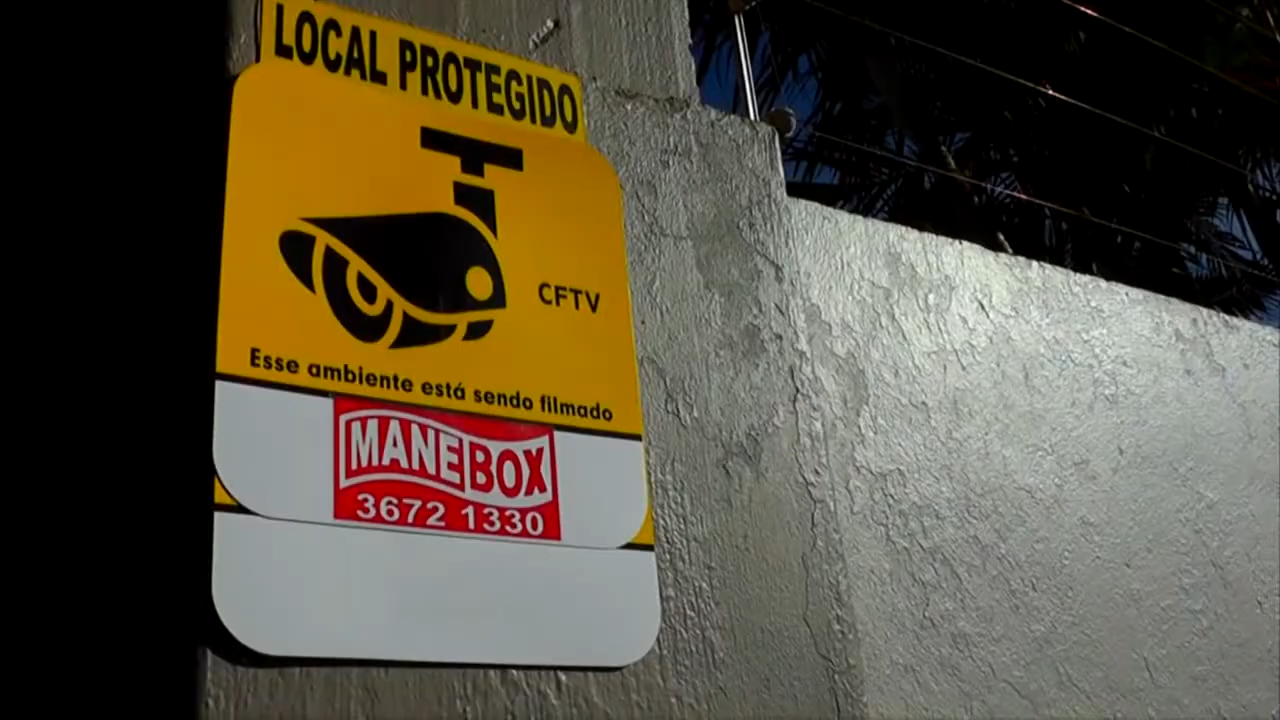 LOCAL PROTEGIDO
CFTV
Esse ambiente está sendo filmado
MANEBOX
3672 1330